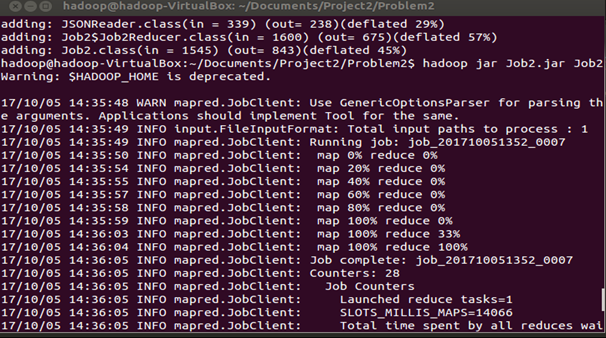 hadoop@hadoop-VirtualBox: ~/Documents/Project2/Problem2
adding: JSONReader.class(in = 339) (out= 238)(deflated 29%)
adding: Job2$Job2Reducer.class(in = 1600) (out= 675)(deflated 57%)
adding: Job2.class(in = 1545) (out= 843)(deflated 45%)
hadoop@hadoop-VirtualBox:~/Documents/Project2/Problem2$ hadoop jar Job2.jar Job2
Warning: $HADOOP_HOME is deprecated.
17/10/05 14:35:48 WARN mapred.JobClient: Use GenericOptionsParser for parsing th
e arguments. Applications should implement Tool for the same.
17/10/05 14:35:49 INFO input.FileInputFormat: Total input paths to process : 1
17/10/05 14:35:49 INFO mapred.JobClient: Running job: job_201710051352_0007
17/10/05 14:35:50 INFO mapred.JobClient:  map 0% reduce 0%
17/10/05 14:35:54 INFO mapred.JobClient:  map 20% reduce 0%
17/10/05 14:35:55 INFO mapred.JobClient:  map 40% reduce 0%
17/10/05 14:35:57 INFO mapred.JobClient:  map 60% reduce 0%
17/10/05 14:35:58 INFO mapred.JobClient:  map 80% reduce 0%
17/10/05 14:35:59 INFO mapred.JobClient:  map 100% reduce 0%
17/10/05 14:36:03 INFO mapred.JobClient:  map 100% reduce 33%
17/10/05 14:36:04 INFO mapred.JobClient:  map 100% reduce 100%
17/10/05 14:36:05 INFO mapred.JobClient: Job complete: job_201710051352_0007
17/10/05 14:36:05 INFO mapred.JobClient: Counters: 28
17/10/05 14:36:05 INFO mapred.JobClient:   Job Counters
17/10/05 14:36:05 INFO mapred.JobClient:     Launched reduce tasks=1
17/10/05 14:36:05 INFO mapred.JobClient:     SLOTS_MILLIS_MAPS=14066
17/10/05 14:36:05 INFO mapred.JobClient:     Total time spent by all reduces wai